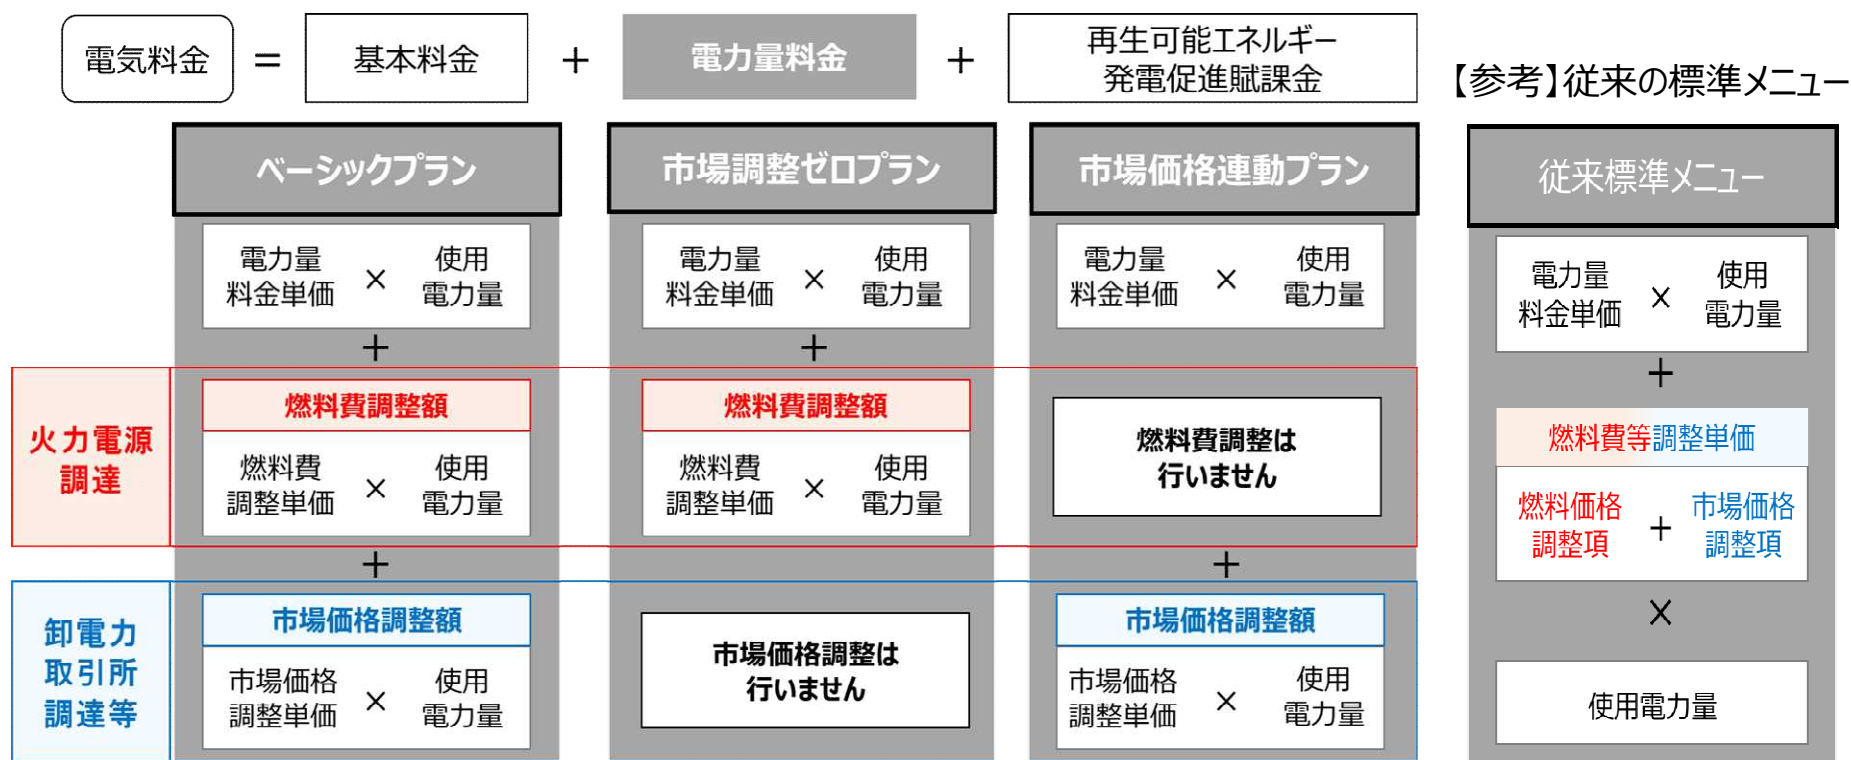 電気料金 = 基本料金 + 電力量料金 + 再生可能エネルギー
発電促進賦課金
【参考】従来の標準メニュー
ベーシックプラン
電力量
料金単価
×
使用
電力量
+
燃料費調整額
燃料費
調整単価
×
使用
電力量
+
市場価格調整額
市場価格
調整単価
×
使用
電力量
市場調整ゼロプラン
電力量
料金単価
×
使用
電力量
+
燃料費調整額
燃料費
調整単価
×
使用
電力量
市場価格調整は
行いません
市場価格連動プラン
電力量
料金単価
×
使用
電力量
燃料費調整は
行いません
+
市場価格調整額
市場価格
調整単価
×
使用
電力量
火力電源
調達
卸電力
取引所
調達等
従来標準メニュー
電力量
料金単価
×
使用
電力量
+
燃料費等調整単価
燃料価格
調整項
+
市場価格
調整項
×
使用電力量